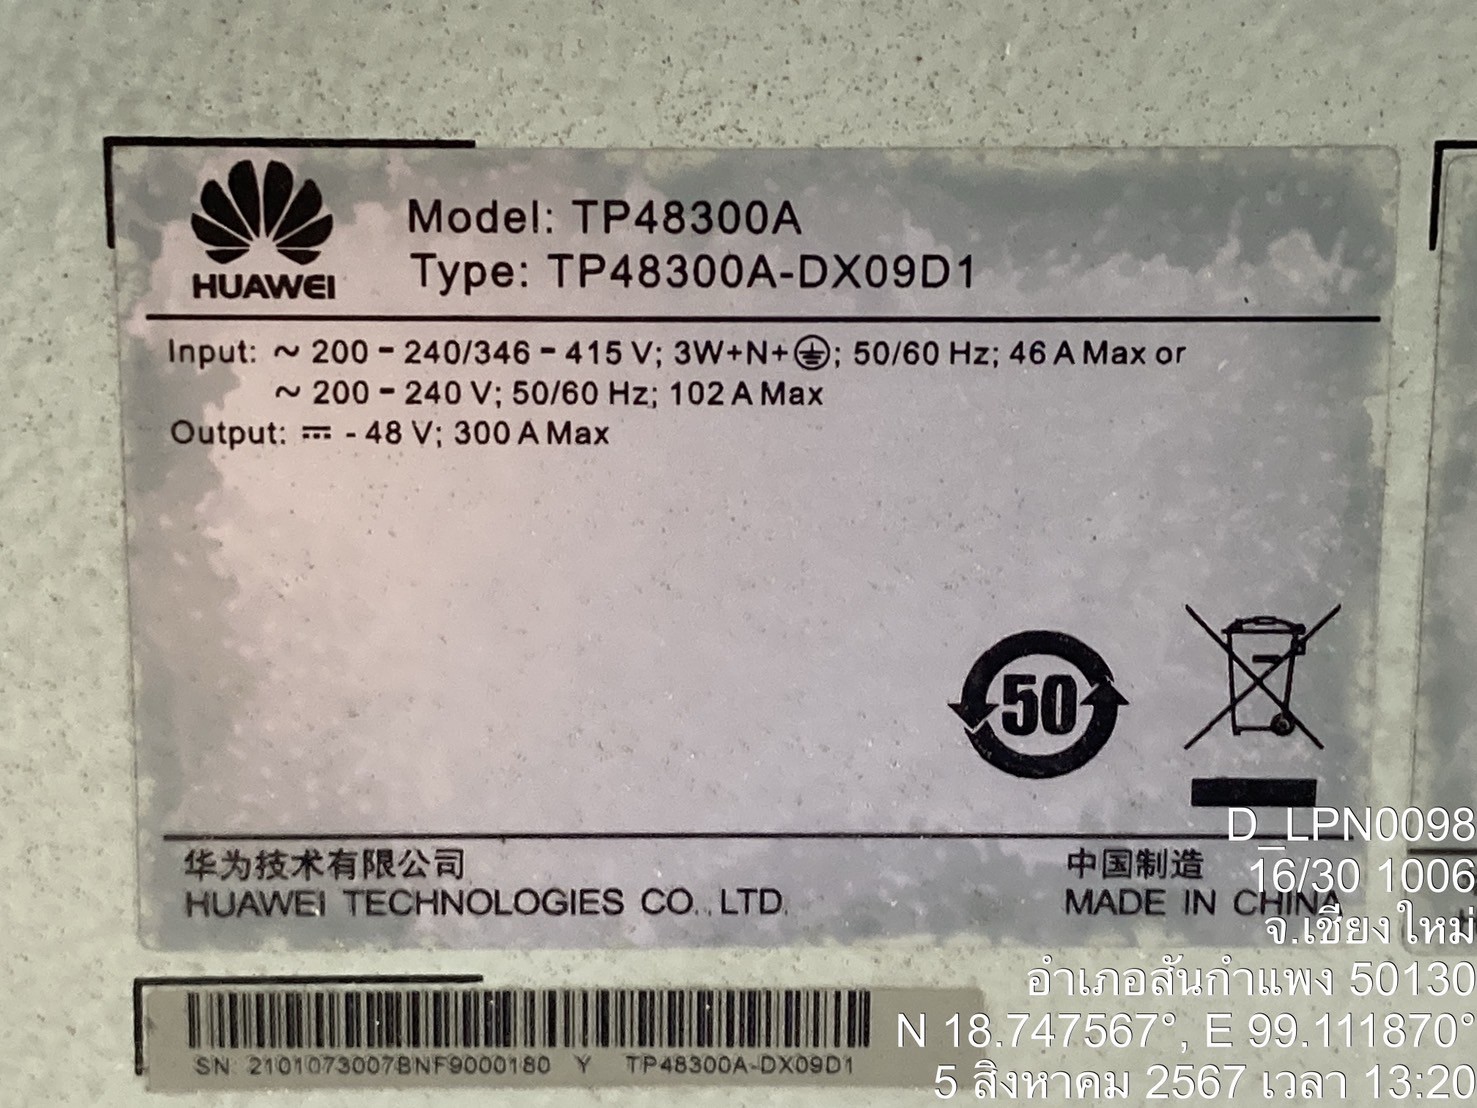 HUAWEI
Model: TP48300A
Type: TP48300A-DX09D1
Input: ~ 200 - 240/346 - 415 V; 3W+N+⏚; 50/60 Hz; 46 A Max or
~ 200 - 240 V; 50/60 Hz; 102 A Max
Output: ⎓ - 48 V; 300 A Max
50
华为技术有限公司
HUAWEI TECHNOLOGIES CO., LTD.
中国制造
MADE IN CHINA
SN: 2101073007BNF9000180 Y TP48300A-DX09D1
D_LPN0098
16/30 1006
จ.เชียงใหม่
อำเภอสันกำแพง 50130
N 18.747567°, E 99.111870°
5 สิงหาคม 2567 เวลา 13:20